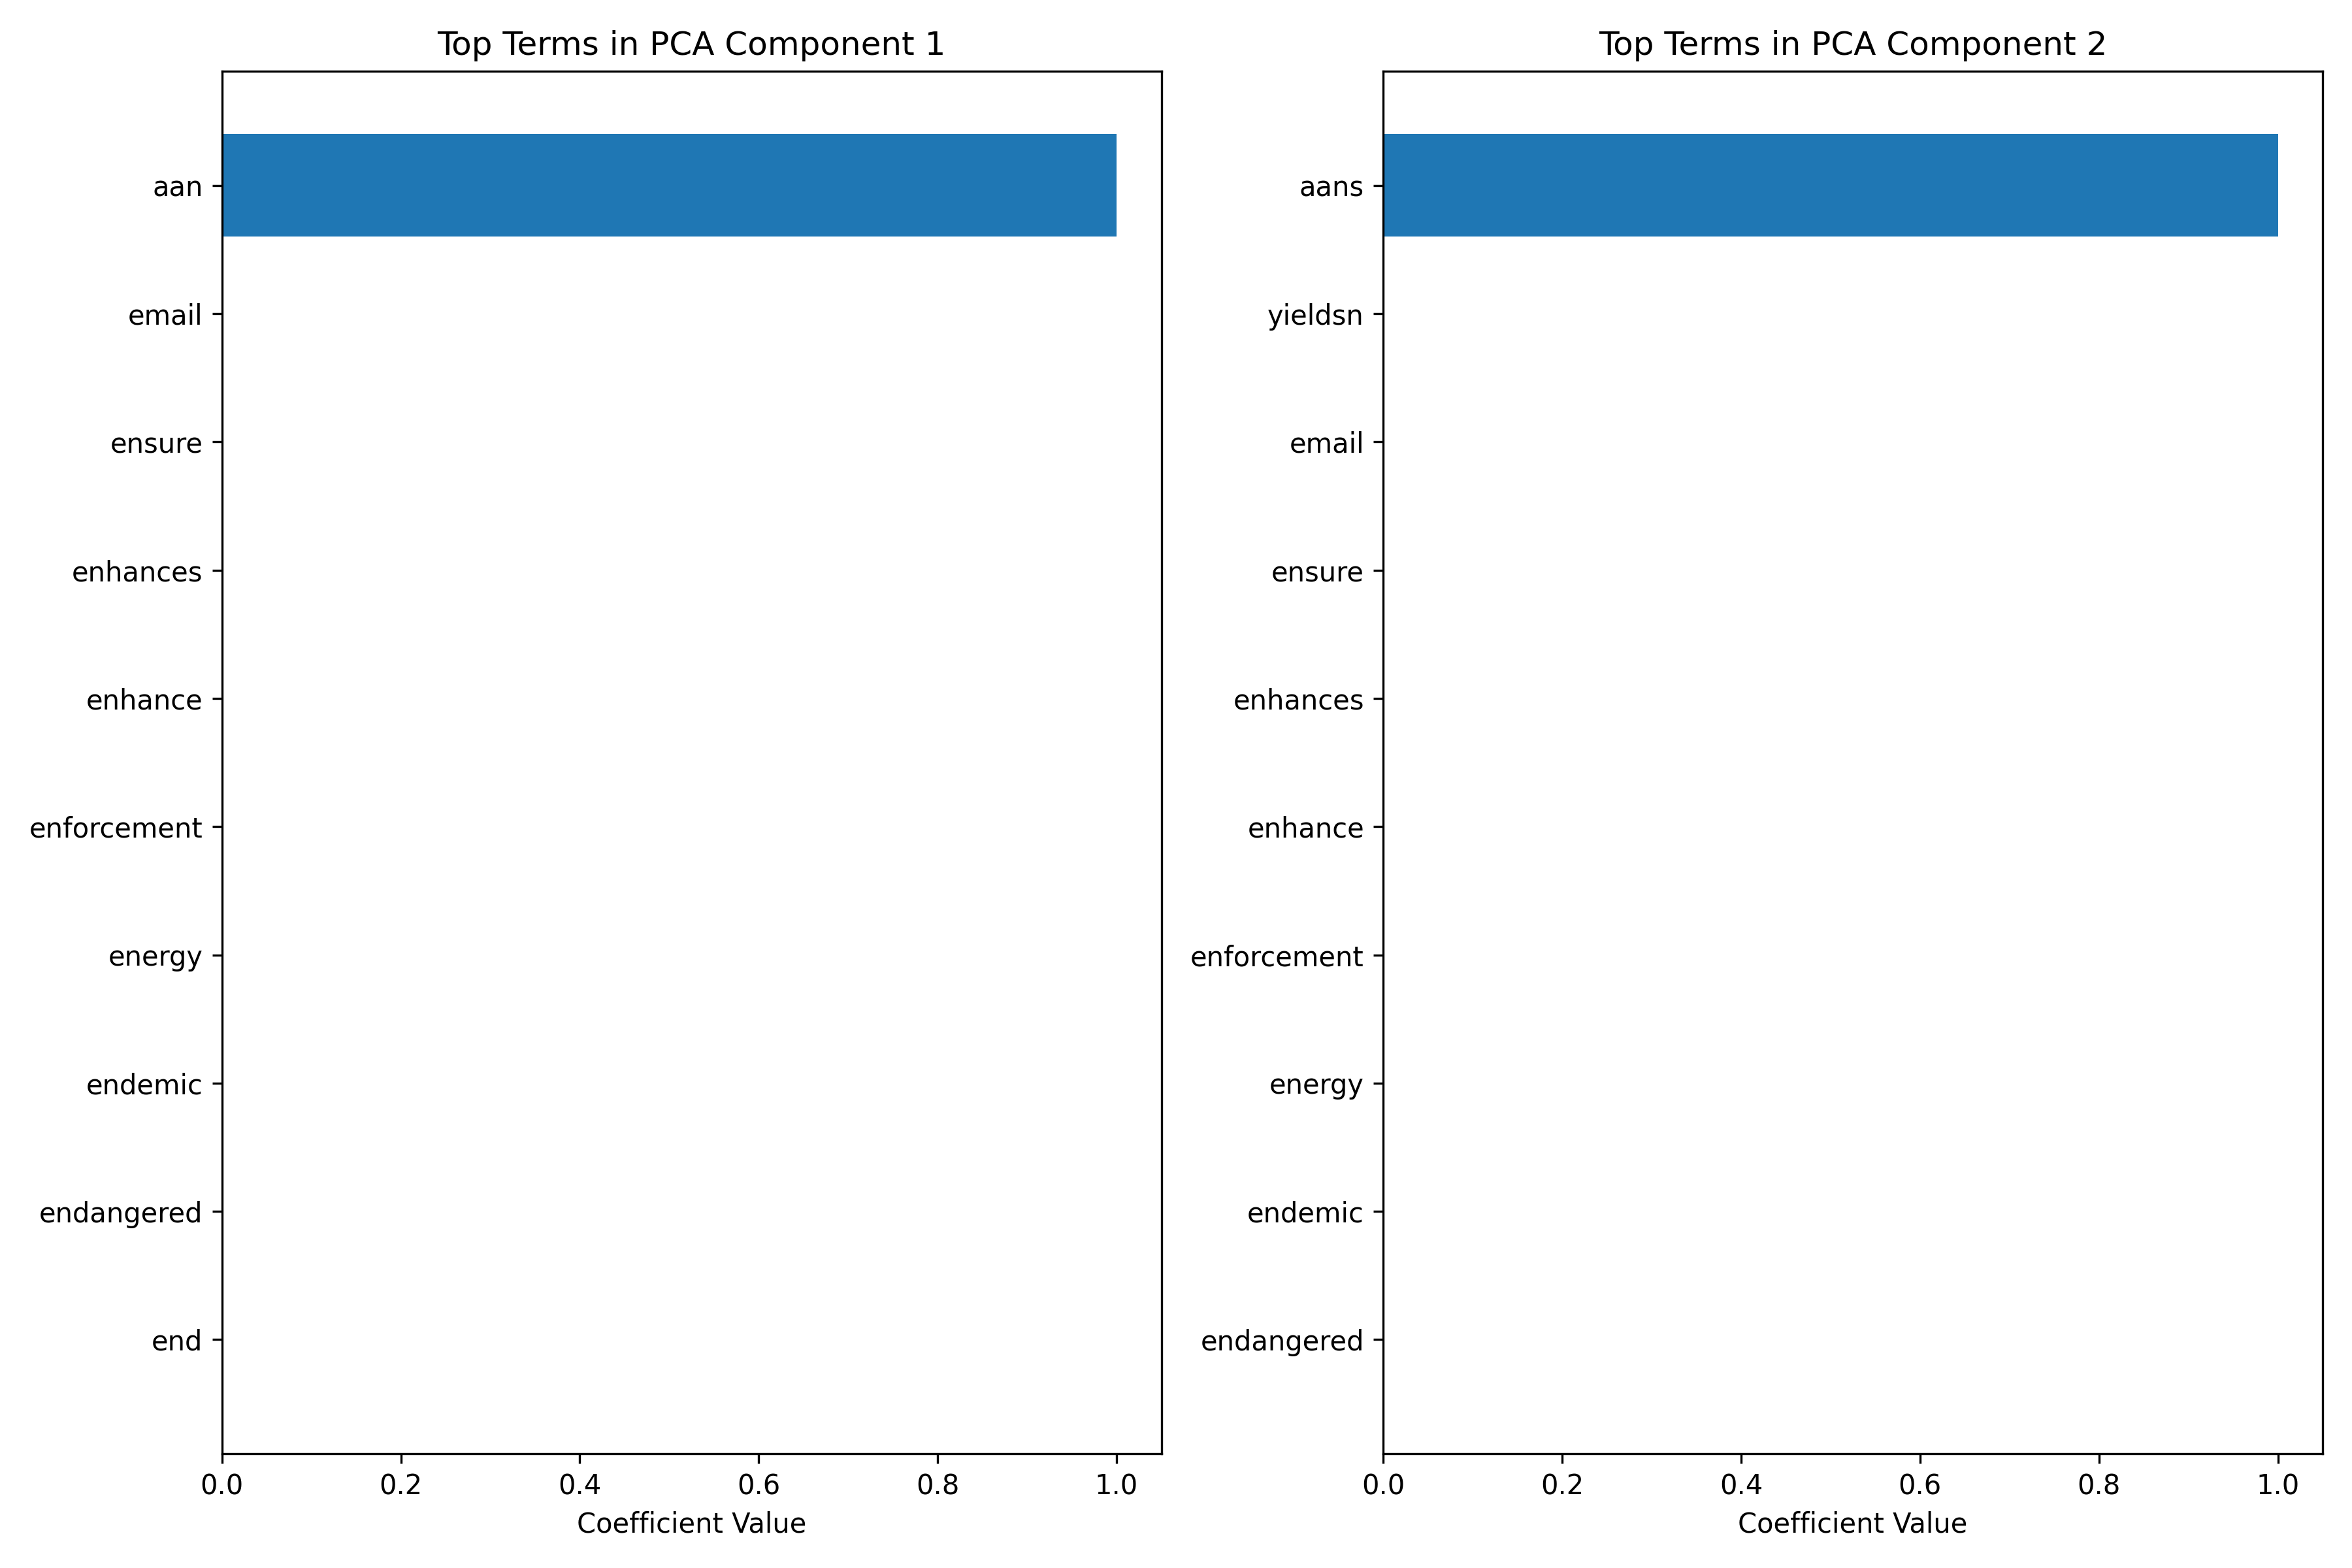 Top Terms in PCA Component 1
aan
email
ensure
enhances
enhance
enforcement
energy
endemic
endangered
end
0.0 0.2 0.4 0.6 0.8 1.0
Coefficient Value
Top Terms in PCA Component 2
aans
yieldsn
email
ensure
enhances
enhance
enforcement
energy
endemic
endangered
0.0 0.2 0.4 0.6 0.8 1.0
Coefficient Value